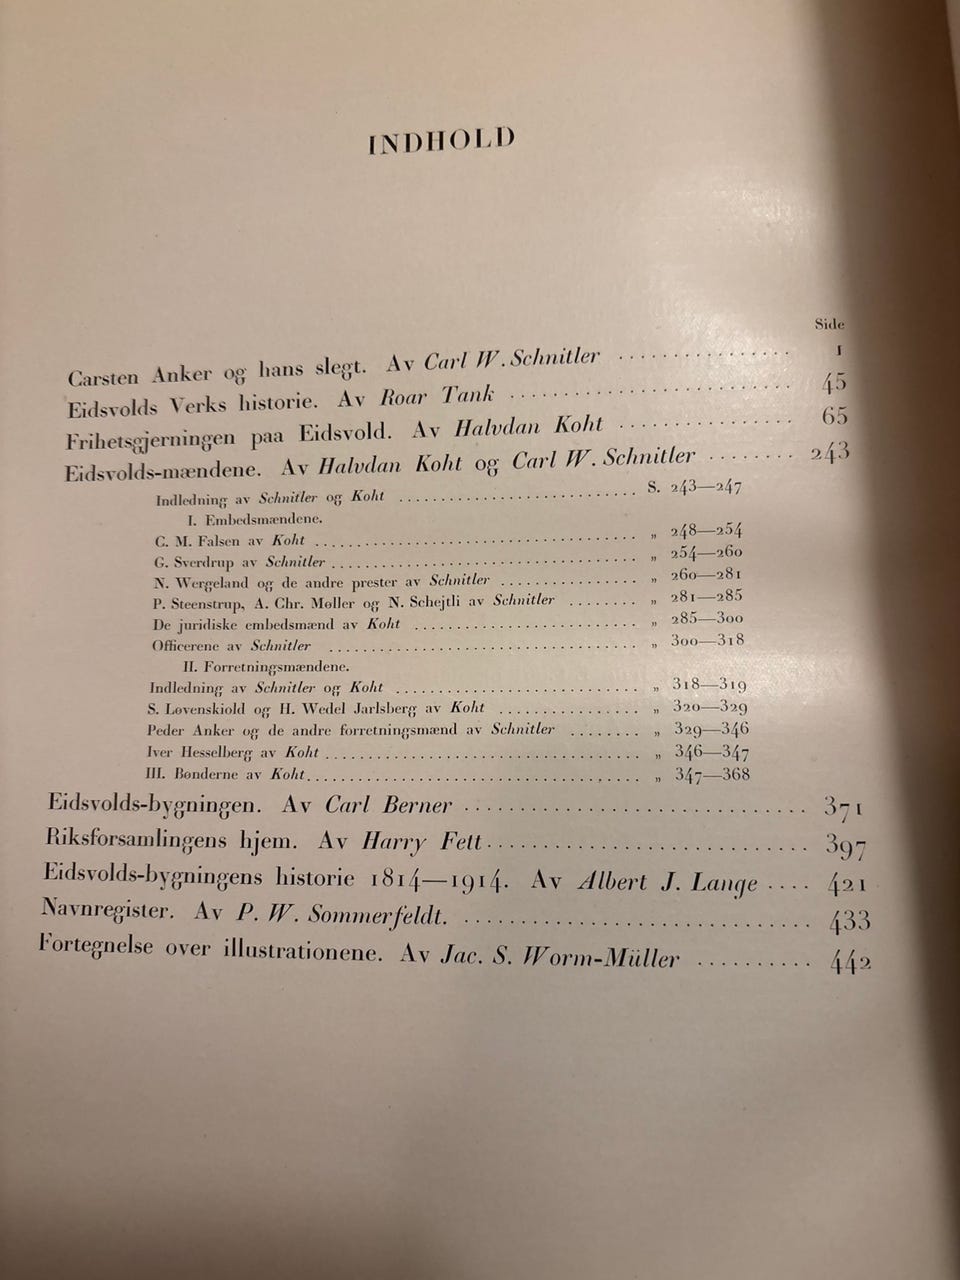 INDHOLD
Side
Carsten Anker og hans slegt. Av Carl W. Schnitler ................ 1
Eidsvolds Verks historie. Av Roar Tank ........................ 45
Frihetsgjerningen paa Eidsvold. Av Halvdan Koht ................ 65
Eidsvolds-mændene. Av Halvdan Koht og Carl W. Schnitler ........ 243
Indledning av Schnitler og Koht ........................ S. 243—247
I. Embedsmændene.
C. M. Falsen av Koht ................................ „ 248—254
G. Sverdrup av Schnitler ................................ „ 254—260
N. Wergeland og de andre prester av Schnitler ................ „ 260—281
P. Steenstrup, A. Chr. Møller og N. Schejtli av Schnitler ........ „ 281—285
De juridiske embedsmænd av Koht ........................ „ 285—300
Officerene av Schnitler ................................ „ 300—318
II. Forretningsmændene.
Indledning av Schnitler og Koht ........................ „ 318—319
S. Løvenskiold og H. Wedel Jarlsberg av Koht ................ „ 320—329
Peder Anker og de andre forretningsmænd av Schnitler ........ „ 329—346
Iver Hesselberg av Koht ................................ „ 346—347
III. Bønderne av Koht ................................ „ 347—368
Eidsvolds-bygningen. Av Carl Berner ............................ 371
Riksforsamlingens hjem. Av Harry Fett .......................... 397
Eidsvolds-bygningens historie 1814—1914. Av Albert J. Lange .... 421
Navnregister. Av P. W. Sommerfeldt. ............................ 433
Fortegnelse over illustrationene. Av Jac. S. Worm-Müller .......... 442